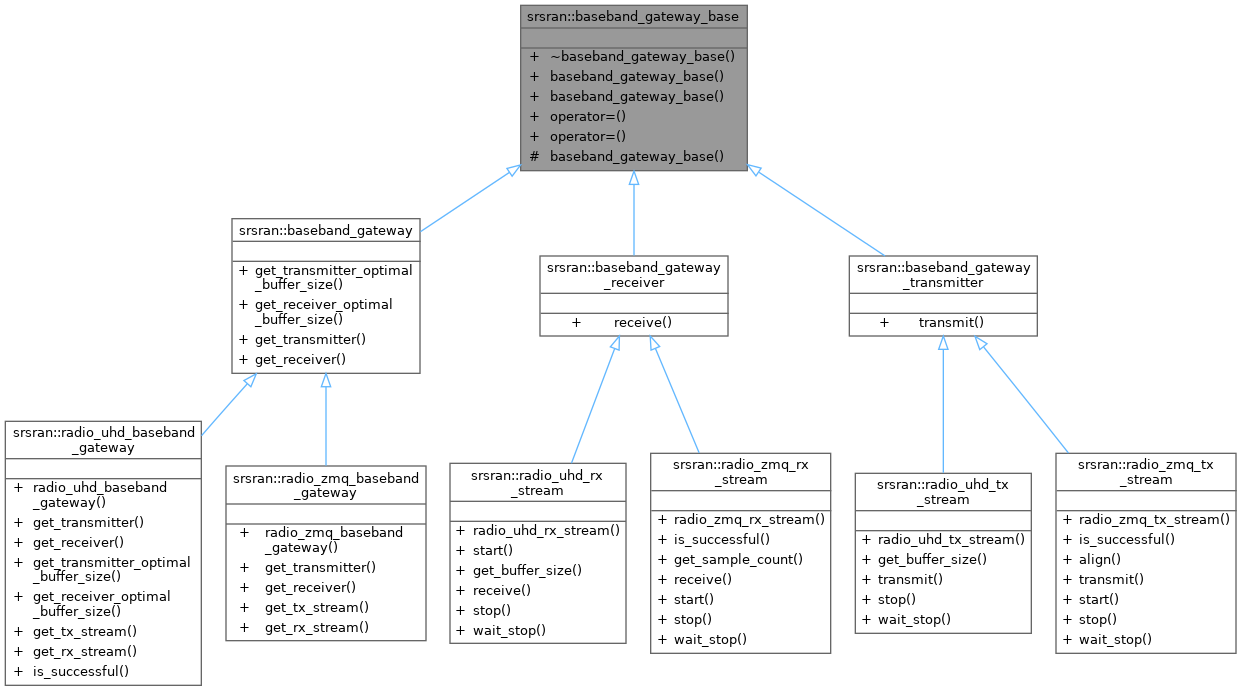 srsran::baseband_gateway_base
+ ~baseband_gateway_base()
+ baseband_gateway_base()
+ baseband_gateway_base()
+ operator=()
+ operator=()
# baseband_gateway_base()
srsran::baseband_gateway
+ get_transmitter_optimal
_buffer_size()
+ get_receiver_optimal
_buffer_size()
+ get_transmitter()
+ get_receiver()
srsran::baseband_gateway
_receiver
+ receive()
srsran::baseband_gateway
_transmitter
+ transmit()
srsran::radio_uhd_baseband
_gateway
+ radio_uhd_baseband
_gateway()
+ get_transmitter()
+ get_receiver()
+ get_transmitter_optimal
_buffer_size()
+ get_receiver_optimal
_buffer_size()
+ get_tx_stream()
+ get_rx_stream()
+ is_successful()
srsran::radio_zmq_baseband
_gateway
+ radio_zmq_baseband
_gateway()
+ get_transmitter()
+ get_receiver()
+ get_tx_stream()
+ get_rx_stream()
srsran::radio_uhd_rx
_stream
+ radio_uhd_rx_stream()
+ start()
+ get_buffer_size()
+ receive()
+ stop()
+ wait_stop()
srsran::radio_zmq_rx
_stream
+ radio_zmq_rx_stream()
+ is_successful()
+ get_sample_count()
+ receive()
+ start()
+ stop()
+ wait_stop()
srsran::radio_uhd_tx
_stream
+ radio_uhd_tx_stream()
+ get_buffer_size()
+ transmit()
+ stop()
+ wait_stop()
srsran::radio_zmq_tx
_stream
+ radio_zmq_tx_stream()
+ is_successful()
+ align()
+ transmit()
+ start()
+ stop()
+ wait_stop()